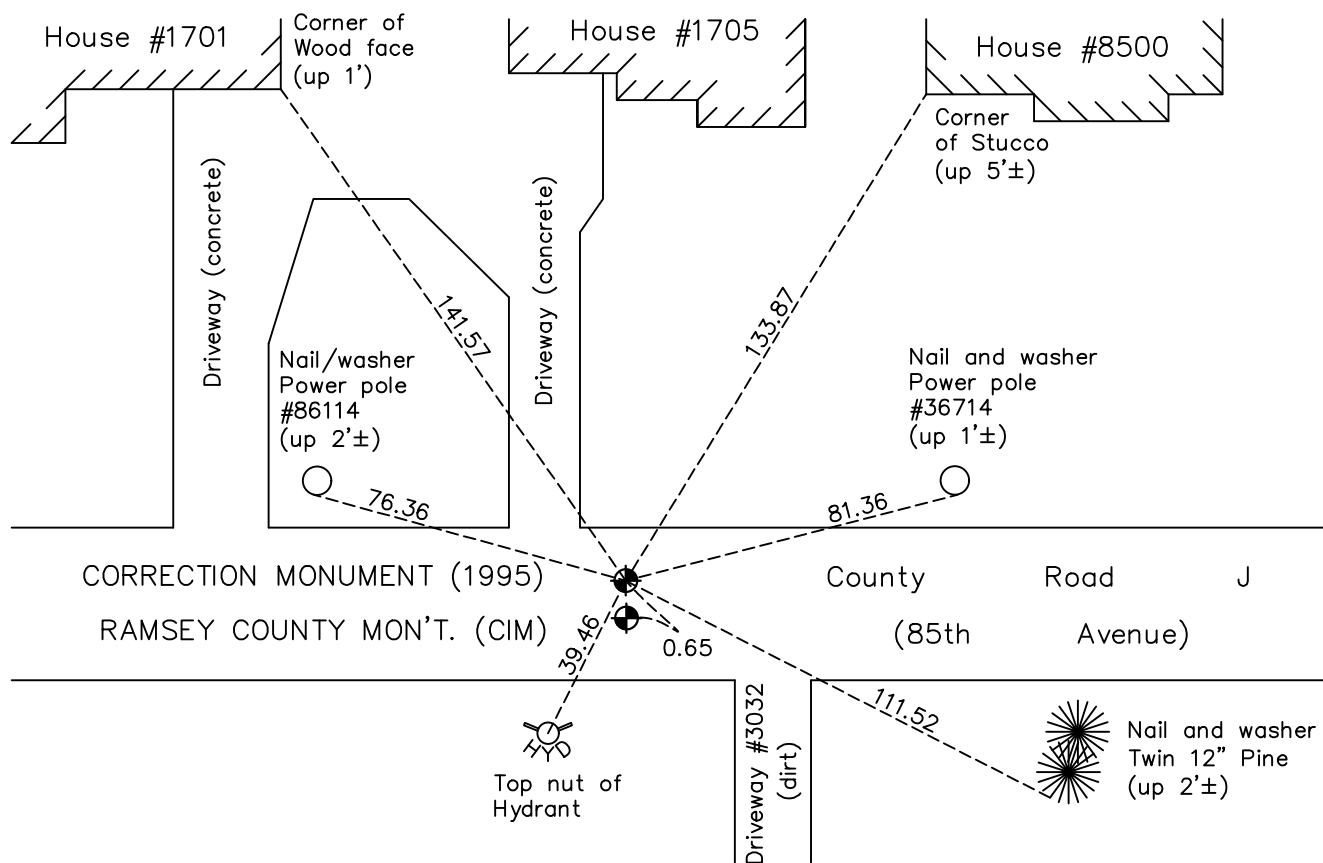 House #1701
Corner of
Wood face
(up 1')
House #1705
House #8500
Corner
of Stucco
(up 5'±)
Driveway (concrete)
Driveway (concrete)
141.57
133.87
Nail/washer
Power pole
#86114
(up 2'±)
Nail and washer
Power pole
#36714
(up 1'±)
76.36
81.36
CORRECTION MONUMENT (1995)
County Road J
RAMSEY COUNTY MON'T. (CIM)
(85th Avenue)
39.46
0.65
111.52
HYD
Top nut of
Hydrant
Driveway #3032
(dirt)
Nail and washer
Twin 12" Pine
(up 2'±)